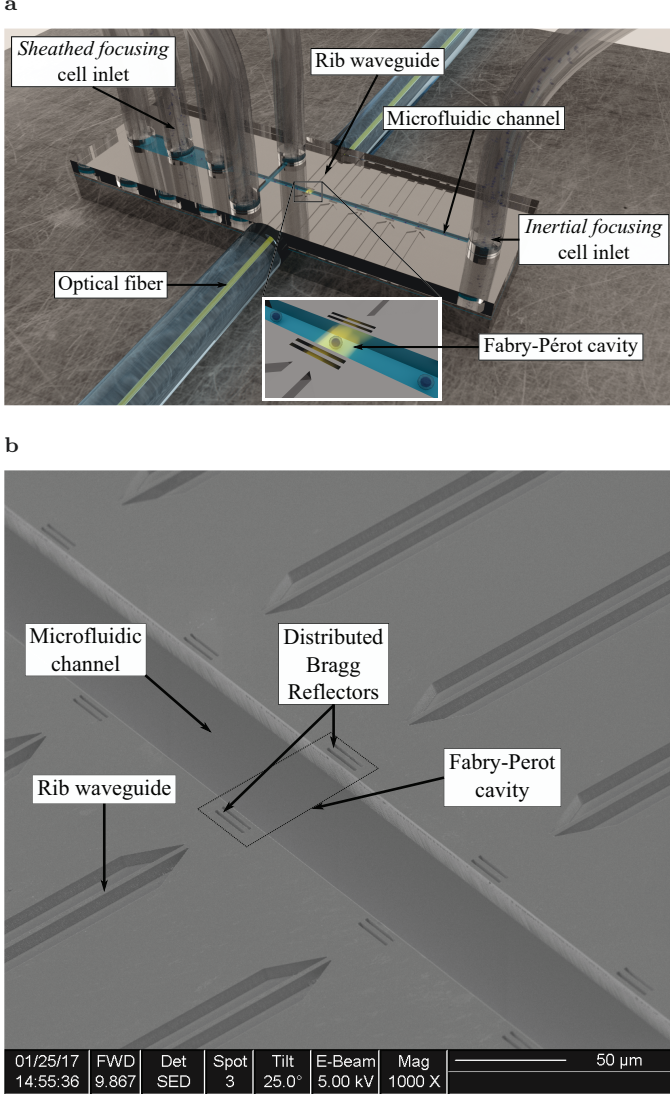 a
Sheathed focusing
cell inlet
Rib waveguide
Microfluidic channel
Inertial focusing
cell inlet
Optical fiber
Fabry-Pérot cavity
b
Microfluidic
channel
Distributed
Bragg
Reflectors
Fabry-Perot
cavity
Rib waveguide
01/25/17 FWD Det Spot Tilt E-Beam Mag 50 µm
14:55:36 9.867 SED 3 25.0° 5.00 kV 1000 X